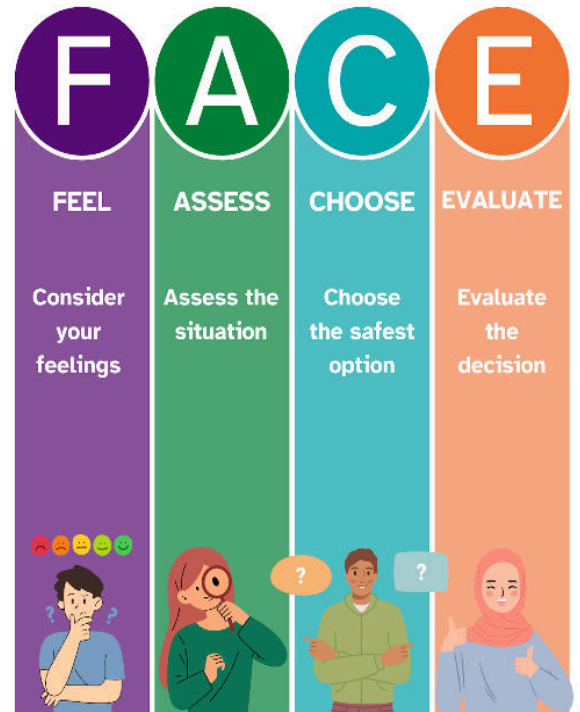 F
A
C
E
FEEL
ASSESS
CHOOSE
EVALUATE
Consider
your
feelings
Assess the
situation
Choose
the safest
option
Evaluate
the
decision
?
?
?
?